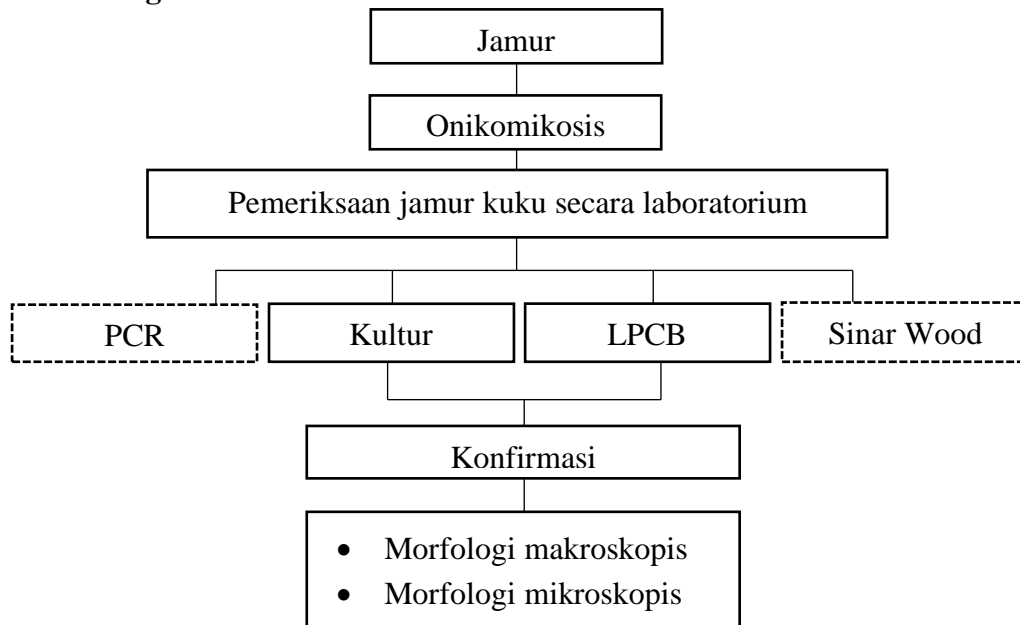 Jamur
Onikomikosis
Pemeriksaan jamur kuku secara laboratorium
PCR
Kultur
LPCB
Sinar Wood
Konfirmasi
• Morfologi makroskopis
• Morfologi mikroskopis